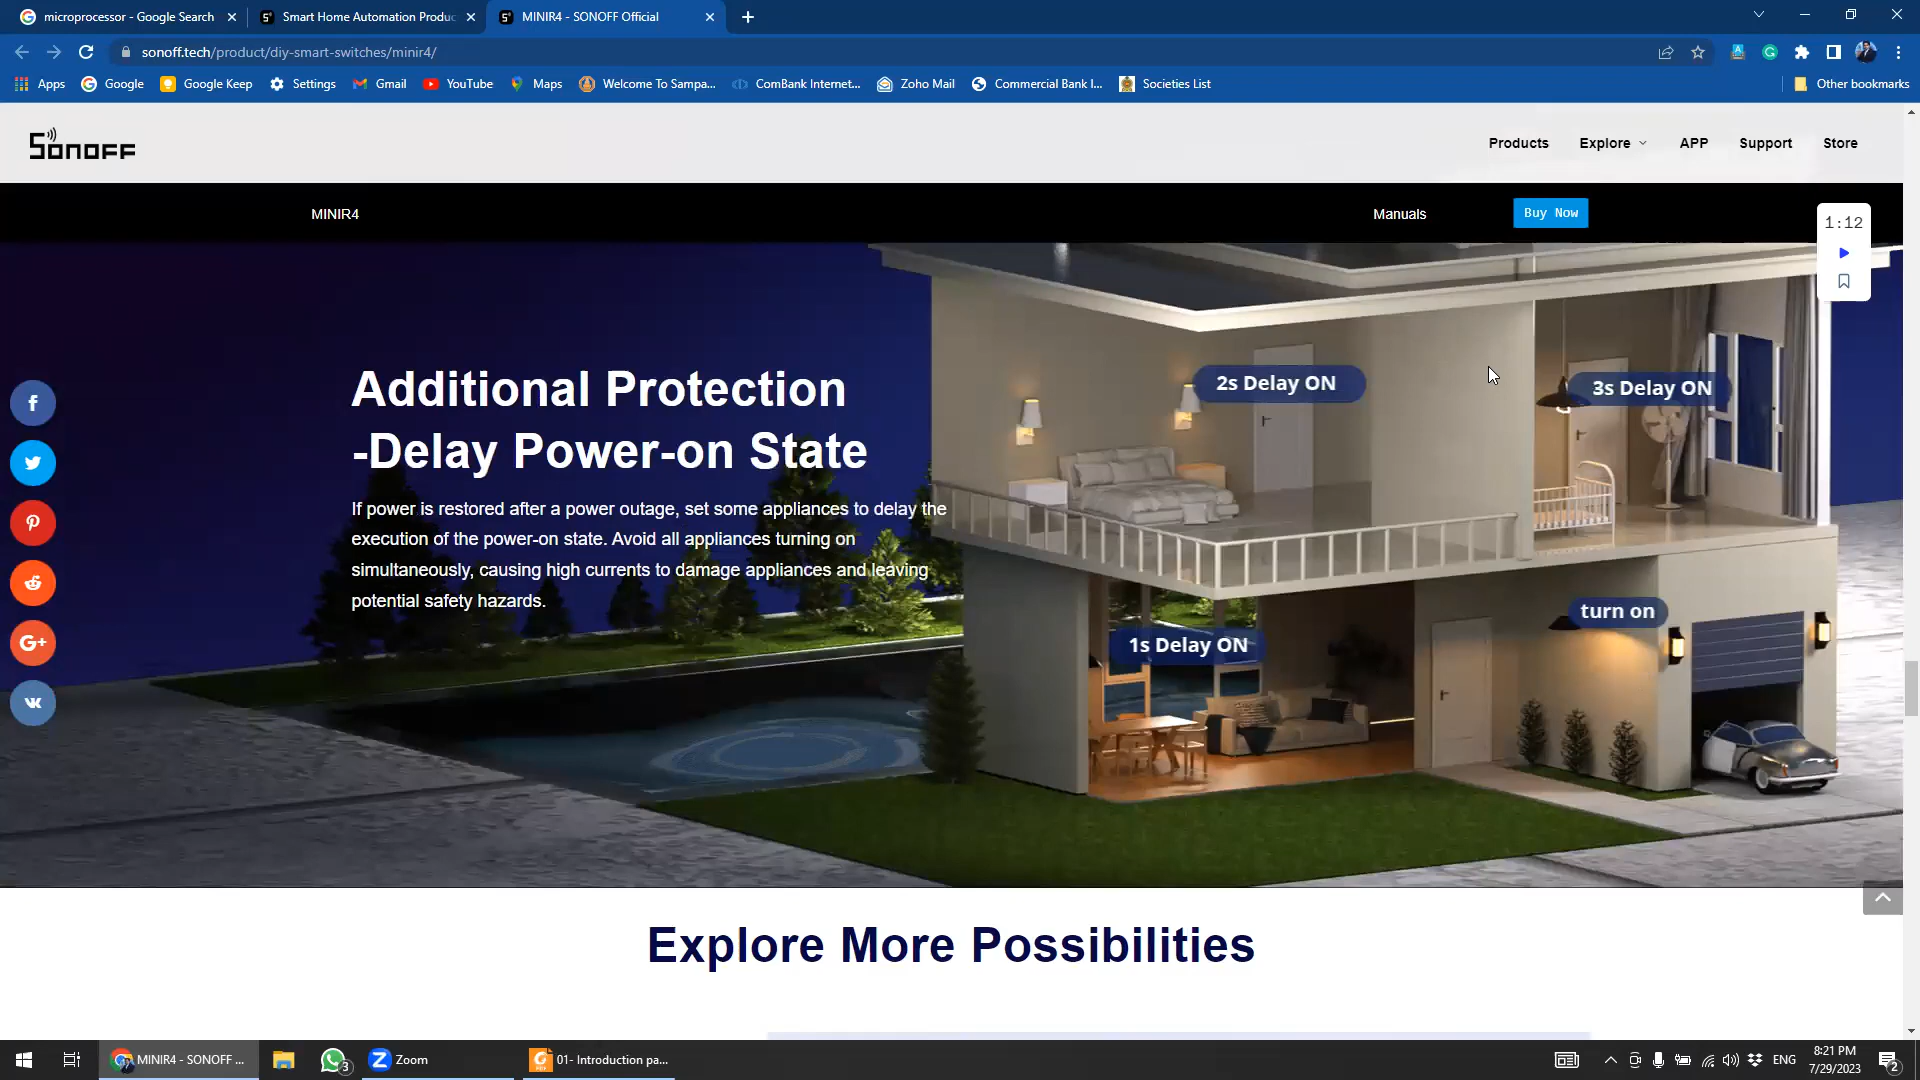 microprocessor - Google Search
Smart Home Automation Produc
MINIR4 - SONOFF Official
sonoff.tech/product/diy-smart-switches/minir4/
Apps
Google
Google Keep
Settings
Gmail
YouTube
Maps
Welcome To Sampa...
ComBank Internet...
Zoho Mail
Commercial Bank I...
Societies List
Other bookmarks
SONOFF
Products
Explore
APP
Support
Store
MINIR4
Manuals
Buy Now
1:12
Additional Protection
-Delay Power-on State
If power is restored after a power outage, set some appliances to delay the
execution of the power-on state. Avoid all appliances turning on
simultaneously, causing high currents to damage appliances and leaving
potential safety hazards.
2s Delay ON
3s Delay ON
1s Delay ON
turn on
Explore More Possibilities
MINIR4 - SONOFF ...
3
Zoom
01- Introduction pa...
ENG
8:21 PM
7/29/2023
2